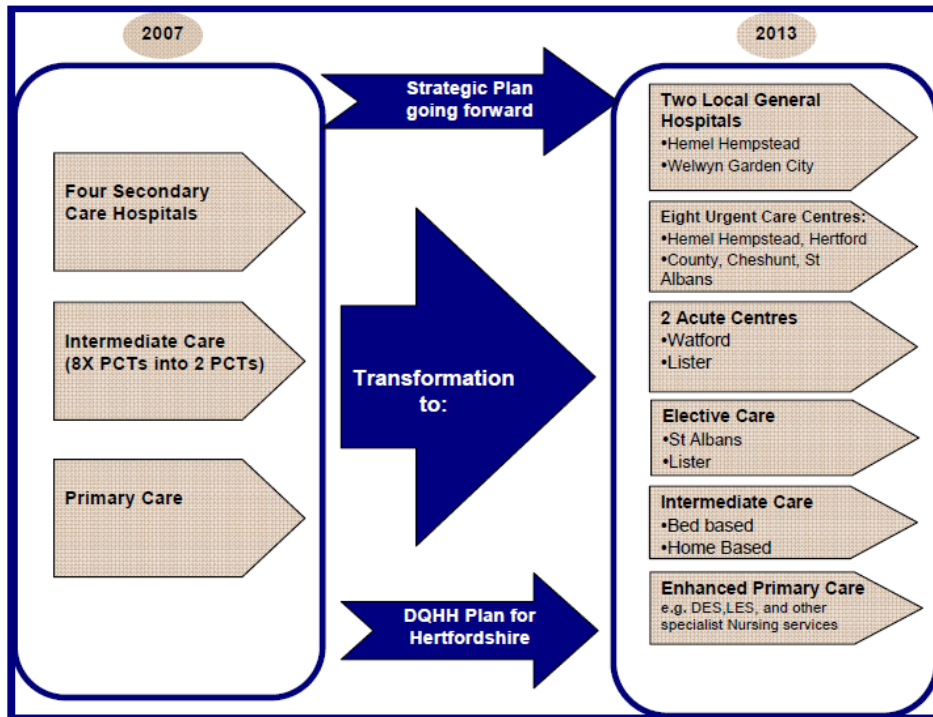 2007
2013
Four Secondary
Care Hospitals
Intermediate Care
(8X PCTs into 2 PCTs)
Primary Care
Strategic Plan
going forward
Transformation
to:
DQHH Plan for
Hertfordshire
Two Local General
Hospitals
•Hemel Hempstead
•Welwyn Garden City
Eight Urgent Care Centres:
•Hemel Hempstead, Hertford
•County, Cheshunt, St
Albans
2 Acute Centres
•Watford
•Lister
Elective Care
•St Albans
•Lister
Intermediate Care
•Bed based
•Home Based
Enhanced Primary Care
e.g. DES,LES, and other
specialist Nursing services